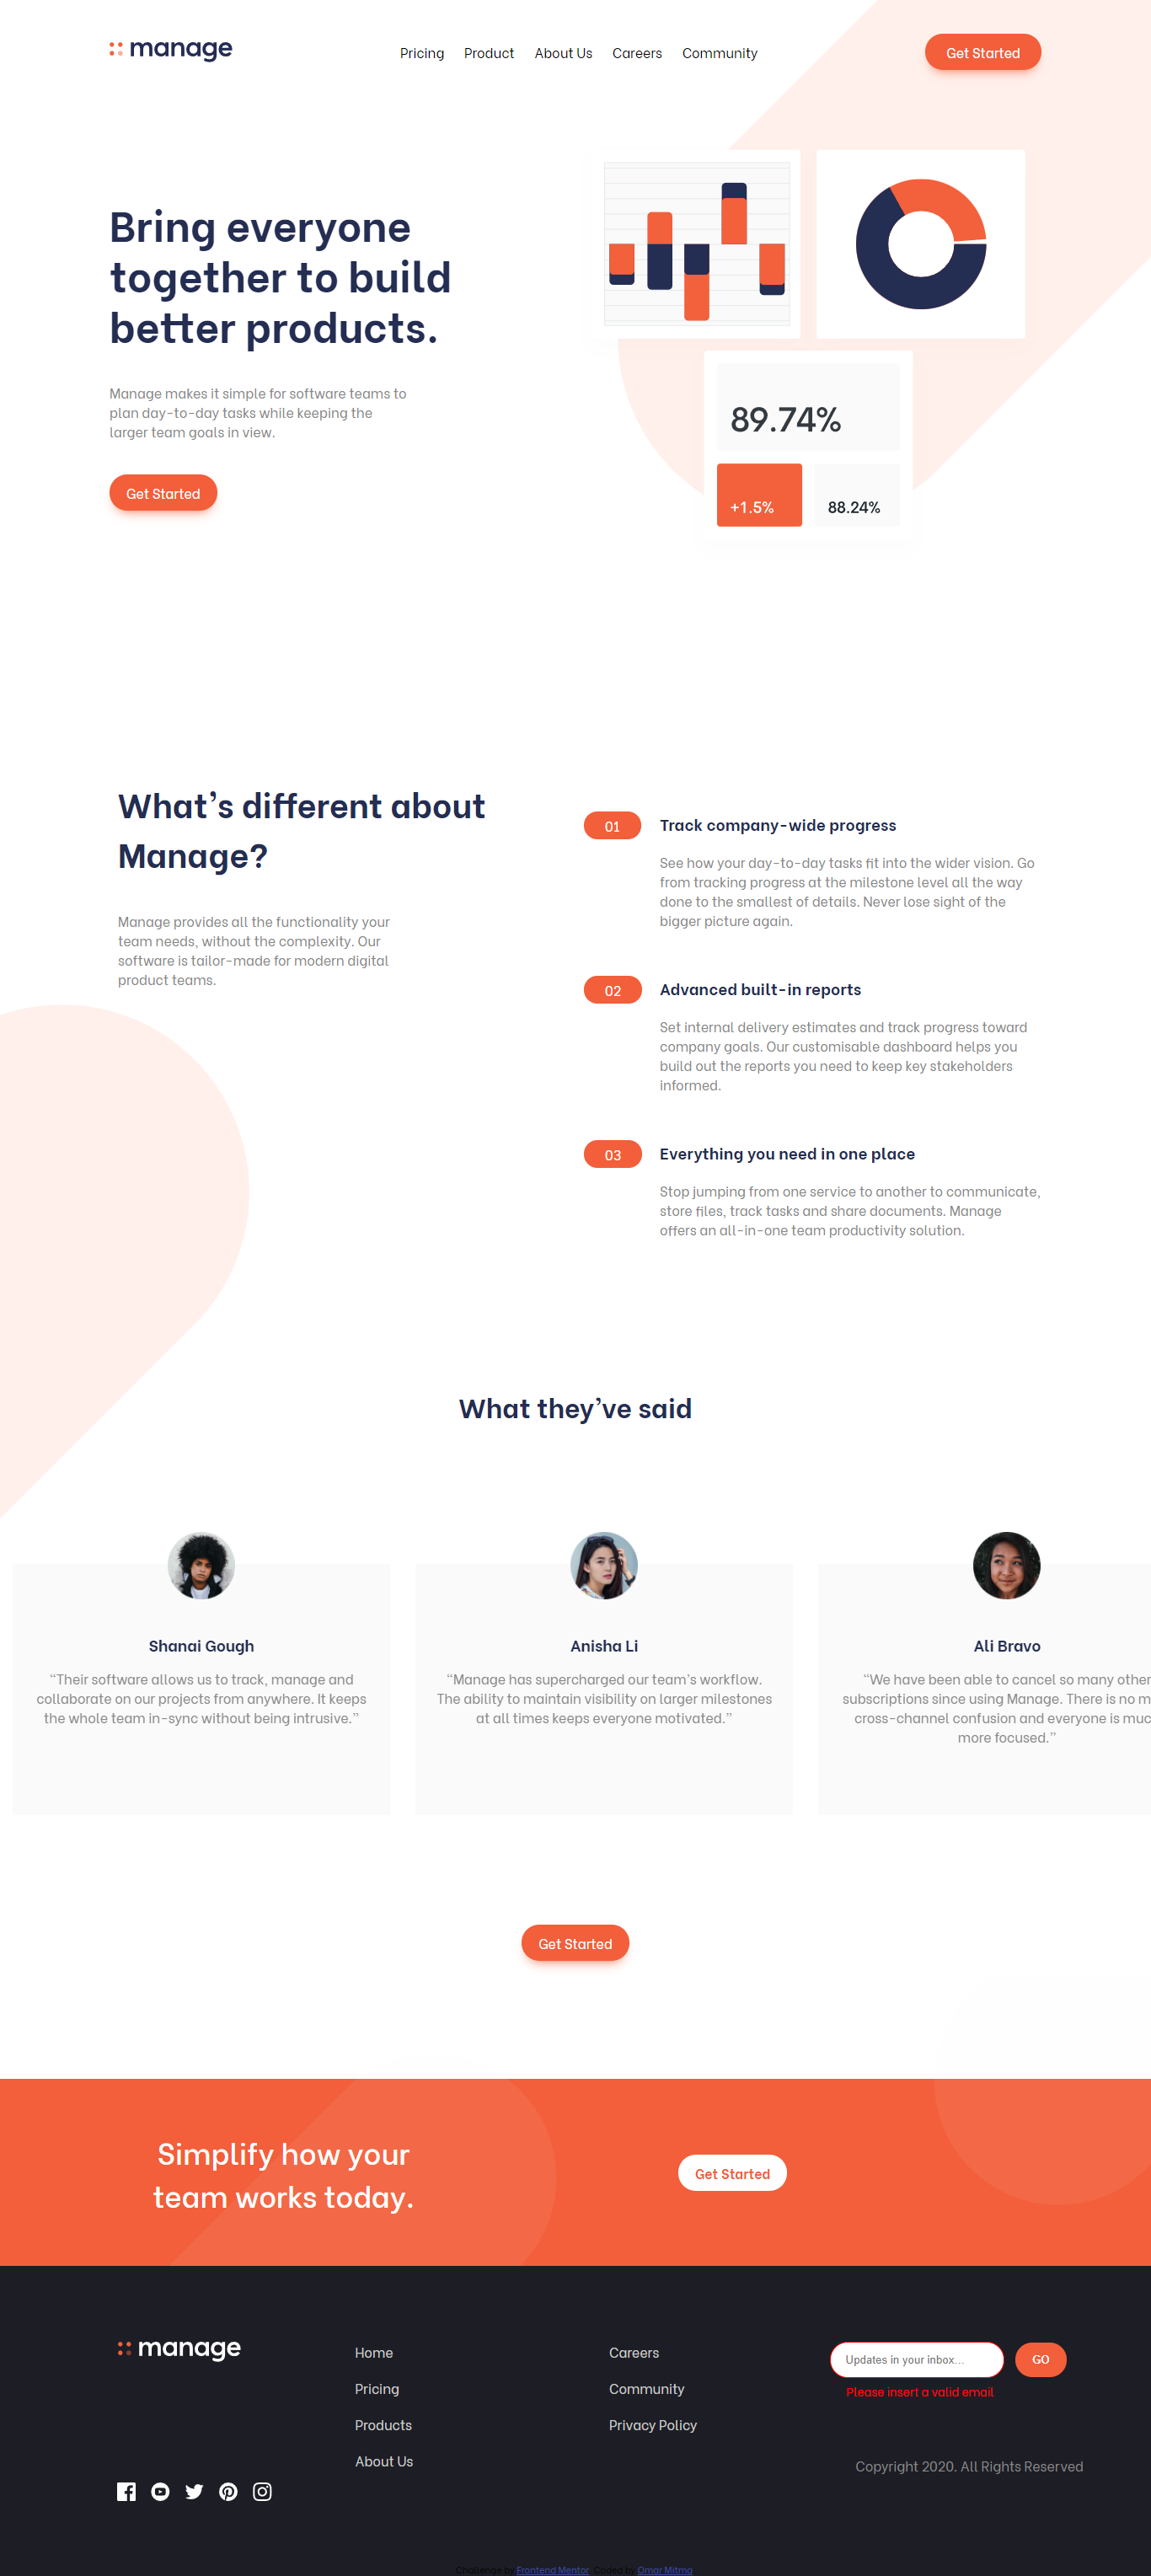 manage
Pricing Product About Us Careers Community
Get Started
Bring everyone
together to build
better products.
Manage makes it simple for software teams to
plan day-to-day tasks while keeping the
larger team goals in view.
Get Started
89.74%
+1.5%
88.24%
What's different about
Manage?
Manage provides all the functionality your
team needs, without the complexity. Our
software is tailor-made for modern digital
product teams.
01
Track company-wide progress
See how your day-to-day tasks fit into the wider vision. Go
from tracking progress at the milestone level all the way
done to the smallest of details. Never lose sight of the
bigger picture again.
02
Advanced built-in reports
Set internal delivery estimates and track progress toward
company goals. Our customisable dashboard helps you
build out the reports you need to keep key stakeholders
informed.
03
Everything you need in one place
Stop jumping from one service to another to communicate,
store files, track tasks and share documents. Manage
offers an all-in-one team productivity solution.
What they've said
Shanai Gough
“Their software allows us to track, manage and
collaborate on our projects from anywhere. It keeps
the whole team in-sync without being intrusive.”
Anisha Li
“Manage has supercharged our team's workflow.
The ability to maintain visibility on larger milestones
at all times keeps everyone motivated.”
Ali Bravo
“We have been able to cancel so many other
subscriptions since using Manage. There is no m
cross-channel confusion and everyone is muc
more focused.”
Get Started
Simplify how your
team works today.
Get Started
manage
Home
Pricing
Products
About Us
Careers
Community
Privacy Policy
Updates in your inbox...
GO
Please insert a valid email
Copyright 2020. All Rights Reserved
Challenge by Frontend Mentor. Coded by Omar Mitma